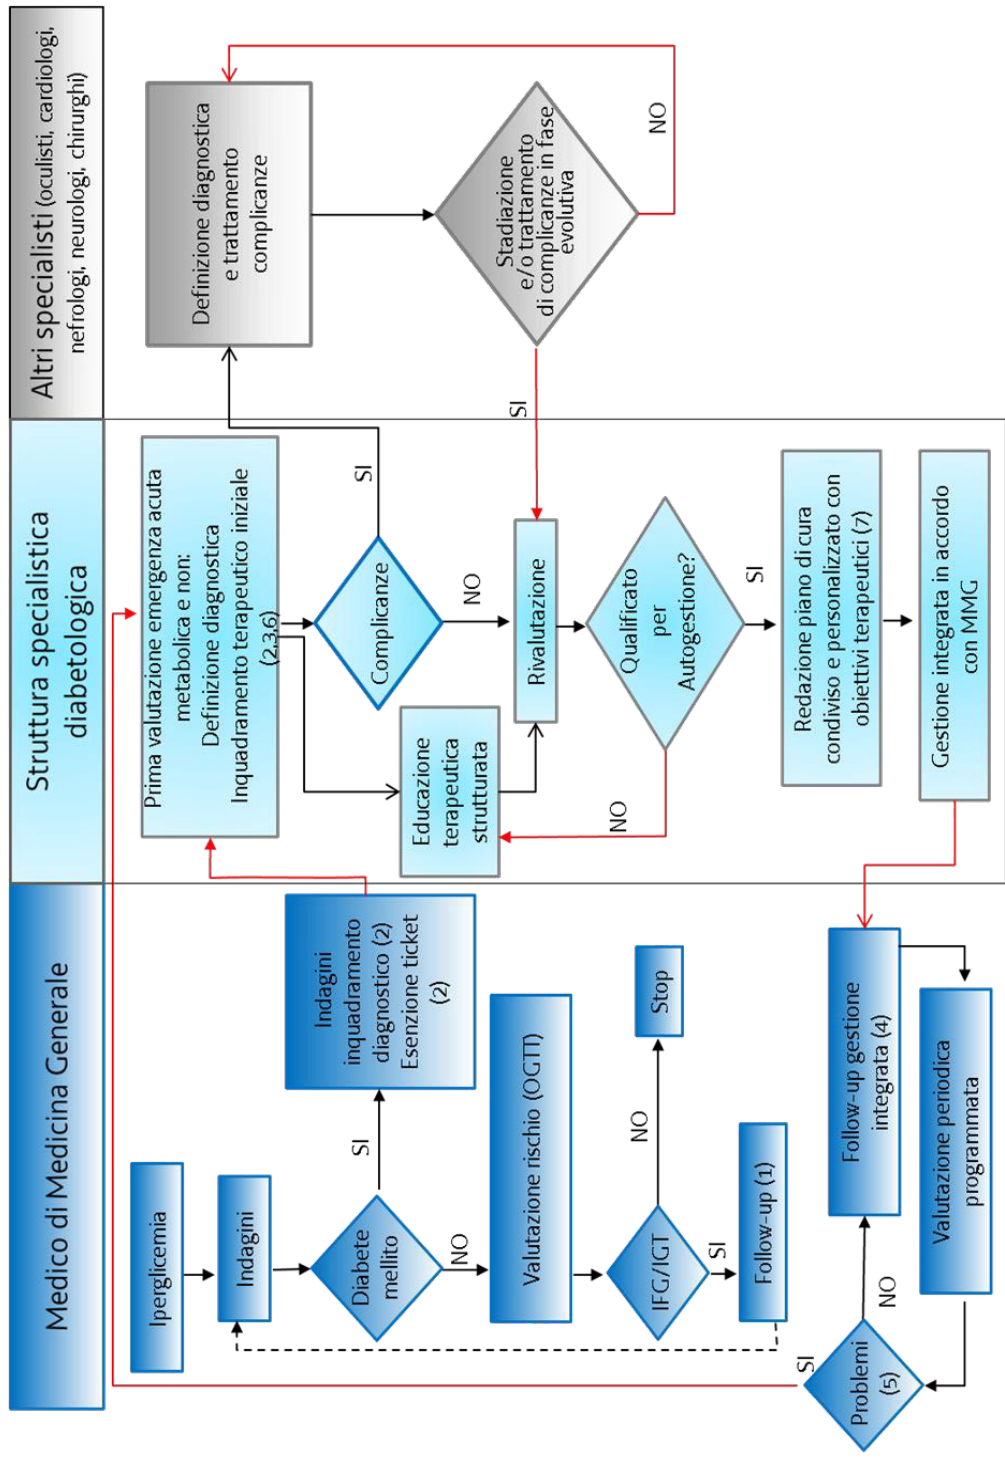 Medico di Medicina Generale
Struttura specialistica
diabetologica
Altri specialisti (oculisti, cardiologi,
nefrologi, neurologi, chirurghi)
Iperglicemia
Indagini
Diabete
mellito
SI
NO
Indagini
inquadramento
diagnostico (2)
Esenzione ticket
(2)
Valutazione rischio (OGTT)
IFG/IGT
NO
SI
Stop
Follow-up (1)
Problemi
(5)
SI
NO
Follow-up gestione
integrata (4)
Valutazione periodica
programmata
Prima valutazione emergenza acuta
metabolica e non:
Definizione diagnostica
Inquadramento terapeutico iniziale
(2,3,6)
Complicanze
SI
NO
Educazione
terapeutica
strutturata
Rivalutazione
Qualificato
per
Autogestione?
NO
SI
Redazione piano di cura
condiviso e personalizzato con
obiettivi terapeutici (7)
Gestione integrata in accordo
con MMG
Definizione diagnostica
e trattamento
complicanze
Stadiazione
e/o trattamento
di complicanze in fase
evolutiva
SI
NO